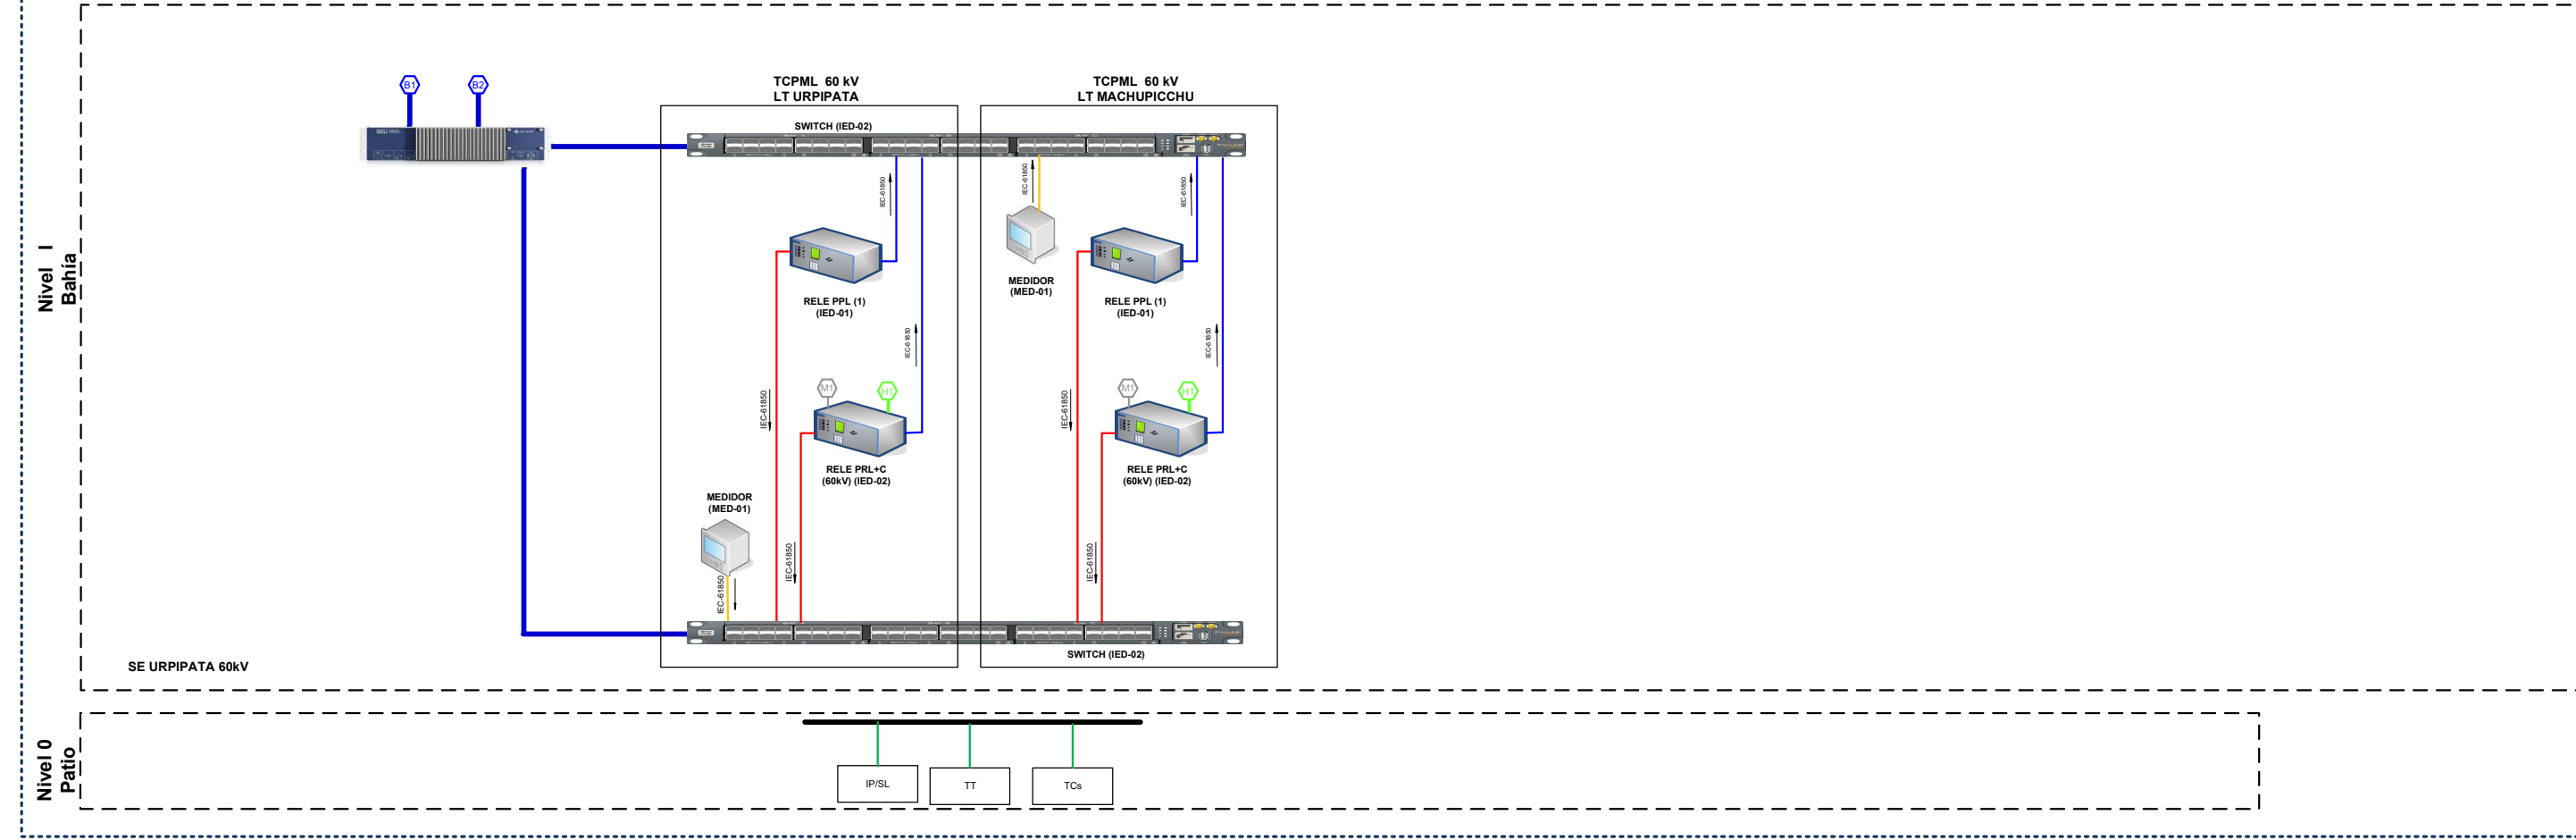 B1
B2
TCPML 60 kV
LT URPIPATA
TCPML 60 kV
LT MACHUPICCHU
SWITCH (IED-02)
IEC-61850
IEC-61850
IEC-61850
Nivel I
Bahía
RELE PPL (1)
(IED-01)
MEDIDOR
(MED-01)
RELE PPL (1)
(IED-01)
IEC-61850
IEC-61850
IEC-61850
IEC-61850
M1
H1
M1
H1
RELE PRL+C
(60kV) (IED-02)
RELE PRL+C
(60kV) (IED-02)
MEDIDOR
(MED-01)
IEC-61850
IEC-61850
IEC-61850
SWITCH (IED-02)
SE URPIPATA 60kV
Nivel 0
Patio
IP/SL
TT
TCs